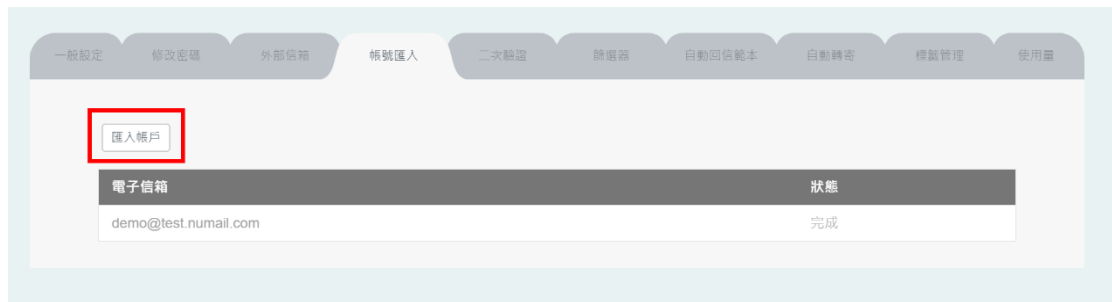 一般設定 修改密碼 外部信箱 帳號匯入 二次驗證 篩選器 自動回信範本 自動轉寄 標籤管理 使用量
匯入帳戶
電子信箱 狀態
demo@test.numail.com 完成